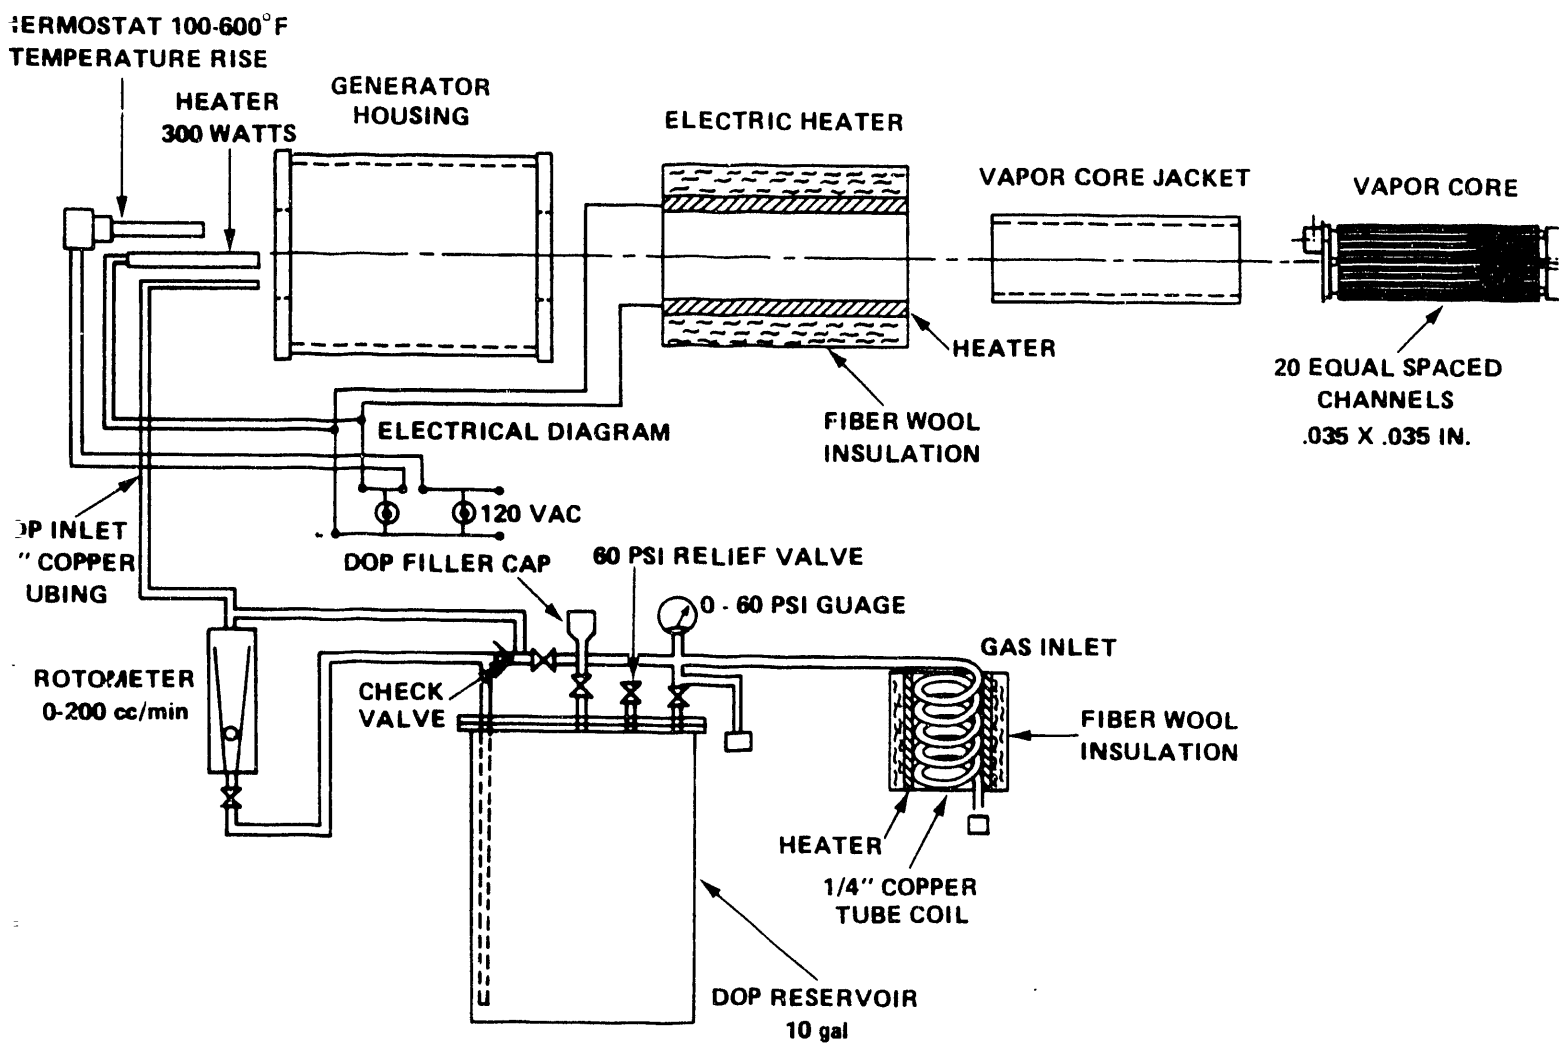 ERMOSTAT 100-600°F
TEMPERATURE RISE
HEATER
300 WATTS
GENERATOR
HOUSING
ELECTRIC HEATER
VAPOR CORE JACKET
VAPOR CORE
HEATER
FIBER WOOL
INSULATION
20 EQUAL SPACED
CHANNELS
.035 X .035 IN.
ELECTRICAL DIAGRAM
120 VAC
OP INLET
" COPPER
UBING
DOP FILLER CAP
60 PSI RELIEF VALVE
0 - 60 PSI GUAGE
GAS INLET
ROTOMETER
0-200 cc/min
CHECK
VALVE
FIBER WOOL
INSULATION
HEATER
1/4" COPPER
TUBE COIL
DOP RESERVOIR
10 gal